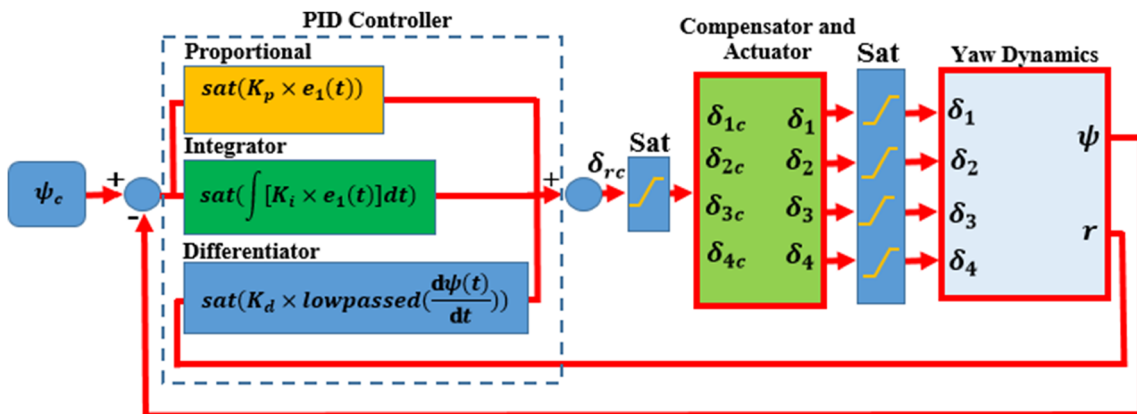 PID Controller
Proportional
sat(K_p × e_1(t))
Integrator
sat(∫[K_i × e_1(t)]dt)
Differentiator
sat(K_d × lowpassed(dψ(t)/dt))
ψ_c
+
-
+
δ_rc
Sat
Compensator and
Actuator
δ_1c δ_1
δ_2c δ_2
δ_3c δ_3
δ_4c δ_4
Sat
Yaw Dynamics
δ_1
δ_2
δ_3
δ_4
ψ
r